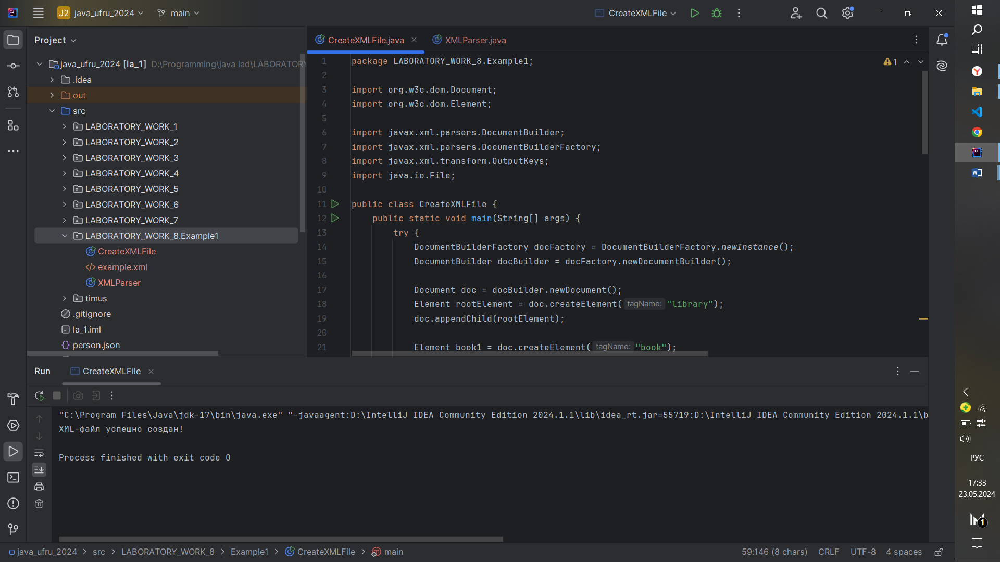 J2 java_ufru_2024 main CreateXMLFile
Project
CreateXMLFile.java XMLParser.java
java_ufru_2024 [la_1] D:\Programming\java lad\LABORATORY
.idea
out
src
LABORATORY_WORK_1
LABORATORY_WORK_2
LABORATORY_WORK_3
LABORATORY_WORK_4
LABORATORY_WORK_5
LABORATORY_WORK_6
LABORATORY_WORK_7
LABORATORY_WORK_8.Example1
CreateXMLFile
example.xml
XMLParser
timus
.gitignore
la_1.iml
person.json
1 package LABORATORY_WORK_8.Example1;
2
3 import org.w3c.dom.Document;
4 import org.w3c.dom.Element;
5
6 import javax.xml.parsers.DocumentBuilder;
7 import javax.xml.parsers.DocumentBuilderFactory;
8 import javax.xml.transform.OutputKeys;
9 import java.io.File;
10
11 public class CreateXMLFile {
12 public static void main(String[] args) {
13 try {
14 DocumentBuilderFactory docFactory = DocumentBuilderFactory.newInstance();
15 DocumentBuilder docBuilder = docFactory.newDocumentBuilder();
16
17 Document doc = docBuilder.newDocument();
18 Element rootElement = doc.createElement( tagName: "library");
19 doc.appendChild(rootElement);
20
21 Element book1 = doc.createElement( tagName: "book");
1
Run CreateXMLFile
"C:\Program Files\Java\jdk-17\bin\java.exe" "-javaagent:D:\IntelliJ IDEA Community Edition 2024.1.1\lib\idea_rt.jar=55719:D:\IntelliJ IDEA Community Edition 2024.1.1\b
XML-файл успешно создан!
Process finished with exit code 0
java_ufru_2024 > src > LABORATORY_WORK_8 > Example1 > CreateXMLFile > main
59:146 (8 chars) CRLF UTF-8 4 spaces
РУС
17:33
23.05.2024
1